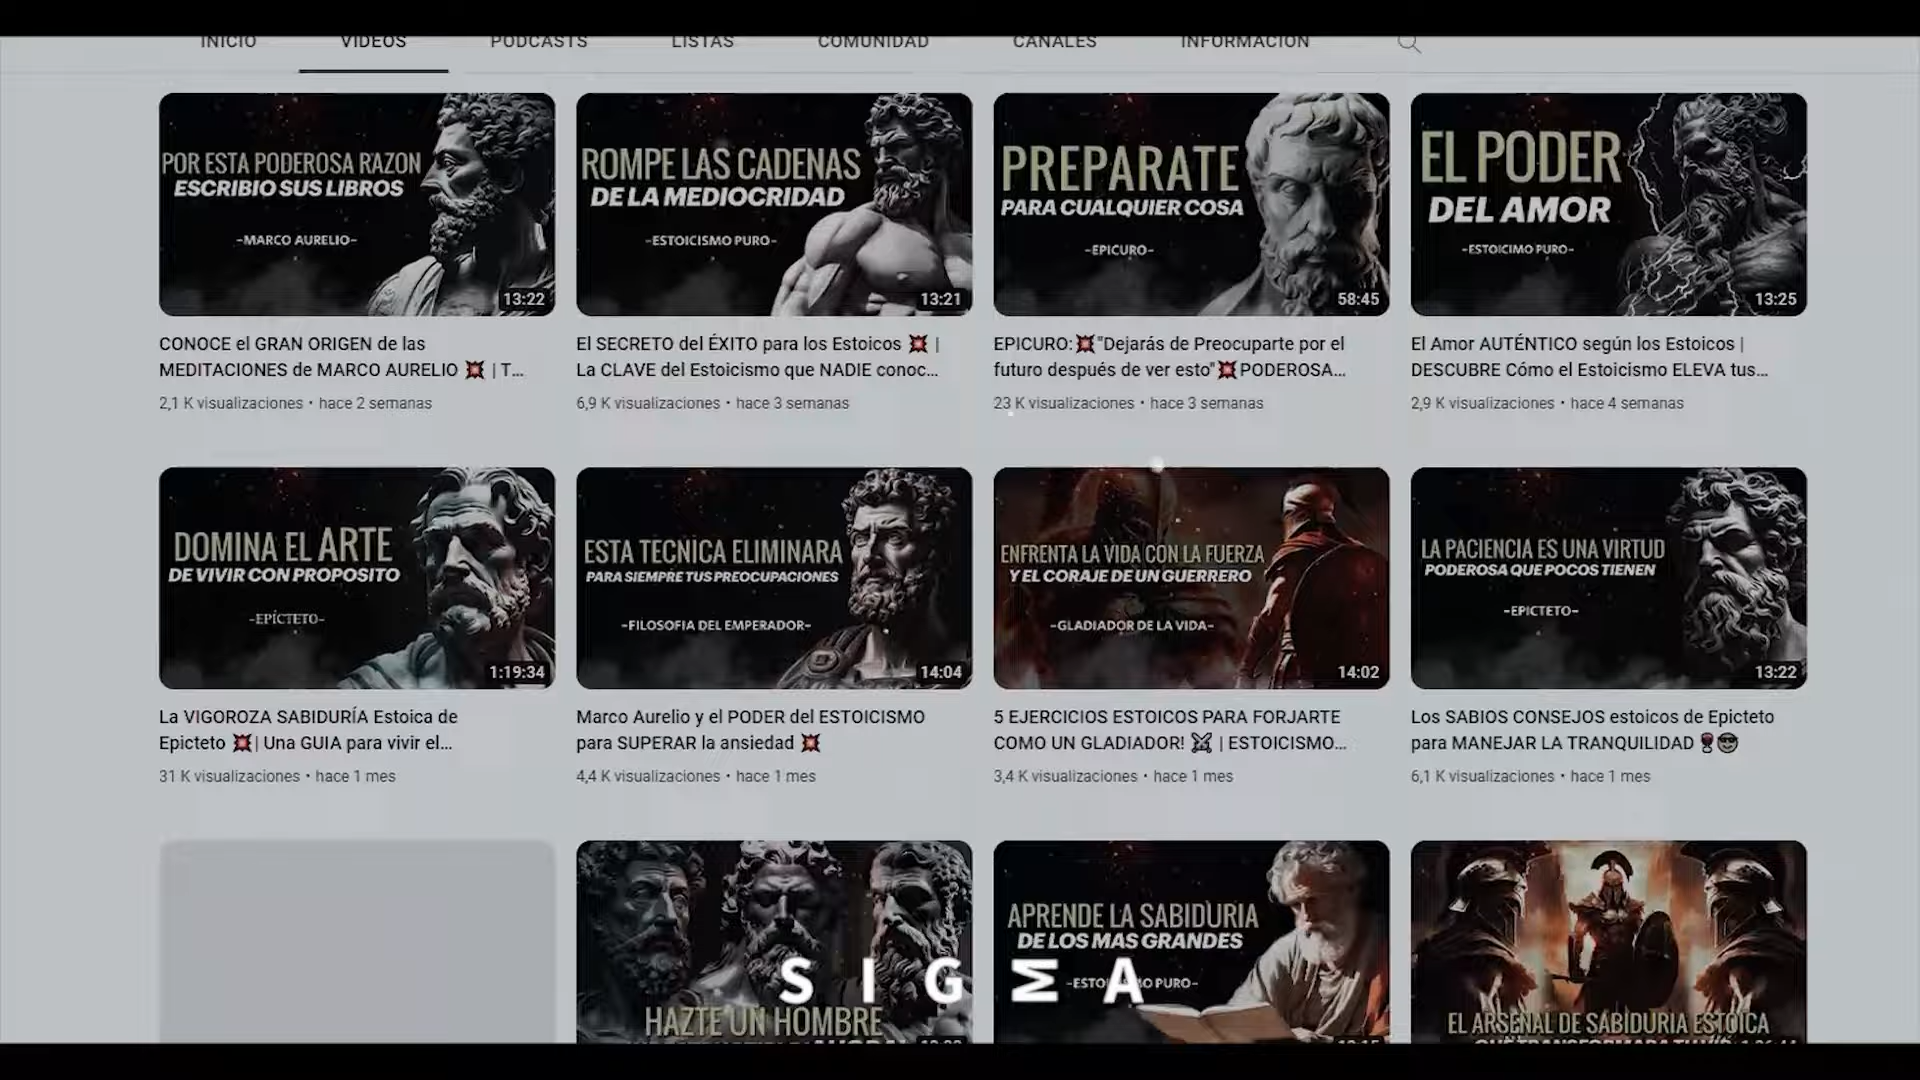 INICIO
VIDEOS
PODCASTS
LISTAS
COMUNIDAD
CANALES
INFORMACIÓN
POR ESTA PODEROSA RAZON
ESCRIBIO SUS LIBROS
-MARCO AURELIO-
13:22
ROMPE LAS CADENAS
DE LA MEDIOCRIDAD
-ESTOICISMO PURO-
13:21
PREPARATE
PARA CUALQUIER COSA
-EPICURO-
58:45
EL PODER
DEL AMOR
-ESTOICIMO PURO-
13:25
CONOCE el GRAN ORIGEN de las
MEDITACIONES de MARCO AURELIO 💥 | T...
2,1 K visualizaciones • hace 2 semanas
El SECRETO del ÉXITO para los Estoicos 💥 |
La CLAVE del Estoicismo que NADIE conoc...
6,9 K visualizaciones • hace 3 semanas
EPICURO:💥"Dejarás de Preocuparte por el
futuro después de ver esto"💥PODEROSA...
23 K visualizaciones • hace 3 semanas
El Amor AUTÉNTICO según los Estoicos |
DESCUBRE Cómo el Estoicismo ELEVA tus...
2,9 K visualizaciones • hace 4 semanas
DOMINA EL ARTE
DE VIVIR CON PROPOSITO
-EPÍCTETO-
1:19:34
ESTA TECNICA ELIMINARA
PARA SIEMPRE TUS PREOCUPACIONES
-FILOSOFIA DEL EMPERADOR-
14:04
ENFRENTA LA VIDA CON LA FUERZA
Y EL CORAJE DE UN GUERRERO
-GLADIADOR DE LA VIDA-
14:02
LA PACIENCIA ES UNA VIRTUD
PODEROSA QUE POCOS TIENEN
-EPICTETO-
13:22
La VIGOROZA SABIDURÍA Estoica de
Epicteto 💥| Una GUIA para vivir el...
31 K visualizaciones • hace 1 mes
Marco Aurelio y el PODER del ESTOICISMO
para SUPERAR la ansiedad 💥
4,4 K visualizaciones • hace 1 mes
5 EJERCICIOS ESTOICOS PARA FORJARTE
COMO UN GLADIADOR! ⚔️ | ESTOICISMO...
3,4 K visualizaciones • hace 1 mes
Los SABIOS CONSEJOS estoicos de Epicteto
para MANEJAR LA TRANQUILIDAD 🍷😎
6,1 K visualizaciones • hace 1 mes
HAZTE UN HOMBRE
APRENDE LA SABIDURIA
DE LOS MAS GRANDES
PURO-
EL ARSENAL DE SABIDURIA ESTOICA
S I G Σ A